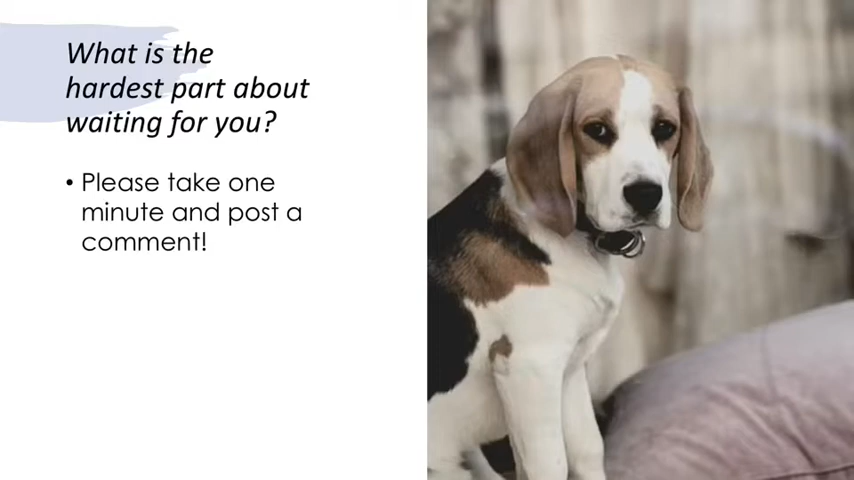 What is the
hardest part about
waiting for you?
• Please take one
minute and post a
comment!